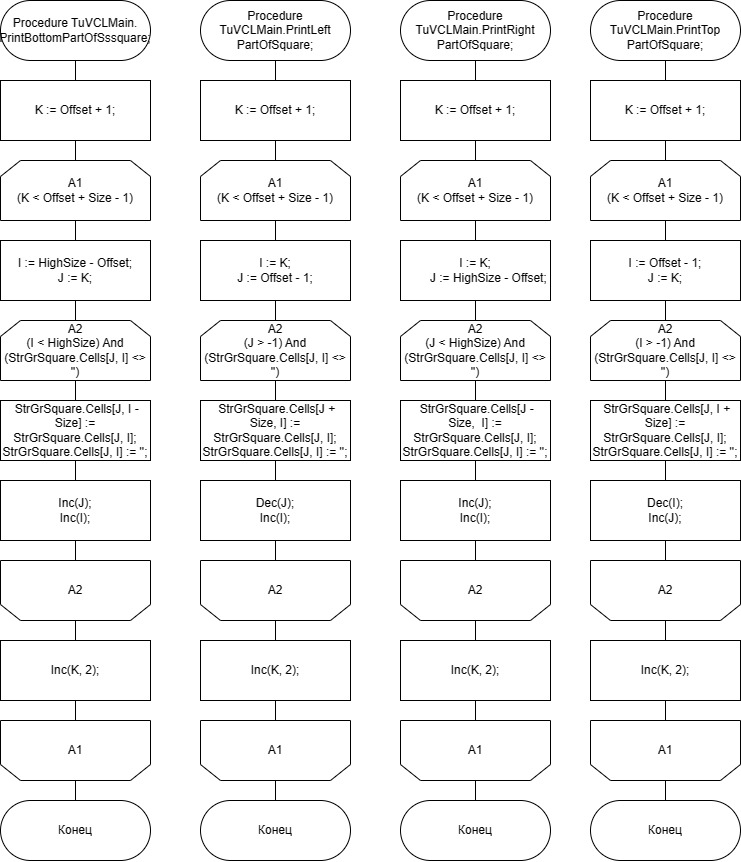 Procedure TuVCLMain.
PrintBottomPartOfSssquare;
K := Offset + 1;
A1
(K < Offset + Size - 1)
I := HighSize - Offset;
J := K;
A2
(I < HighSize) And
(StrGrSquare.Cells[J, I] <>
'')
StrGrSquare.Cells[J, I -
Size] :=
StrGrSquare.Cells[J, I];
StrGrSquare.Cells[J, I] := '';
Inc(J);
Inc(I);
A2
Inc(K, 2);
A1
Конец
Procedure
TuVCLMain.PrintLeft
PartOfSquare;
K := Offset + 1;
A1
(K < Offset + Size - 1)
I := K;
J := Offset - 1;
A2
(J > -1) And
(StrGrSquare.Cells[J, I] <>
'')
StrGrSquare.Cells[J +
Size, I] :=
StrGrSquare.Cells[J, I];
StrGrSquare.Cells[J, I] := '';
Dec(J);
Inc(I);
A2
Inc(K, 2);
A1
Конец
Procedure
TuVCLMain.PrintRight
PartOfSquare;
K := Offset + 1;
A1
(K < Offset + Size - 1)
I := K;
J := HighSize - Offset;
A2
(J < HighSize) And
(StrGrSquare.Cells[J, I] <>
'')
StrGrSquare.Cells[J -
Size, I] :=
StrGrSquare.Cells[J, I];
StrGrSquare.Cells[J, I] := '';
Inc(J);
Inc(I);
A2
Inc(K, 2);
A1
Конец
Procedure
TuVCLMain.PrintTop
PartOfSquare;
K := Offset + 1;
A1
(K < Offset + Size - 1)
I := Offset - 1;
J := K;
A2
(I > -1) And
(StrGrSquare.Cells[J, I] <>
'')
StrGrSquare.Cells[J, I +
Size] :=
StrGrSquare.Cells[J, I];
StrGrSquare.Cells[J, I] := '';
Dec(I);
Inc(J);
A2
Inc(K, 2);
A1
Конец